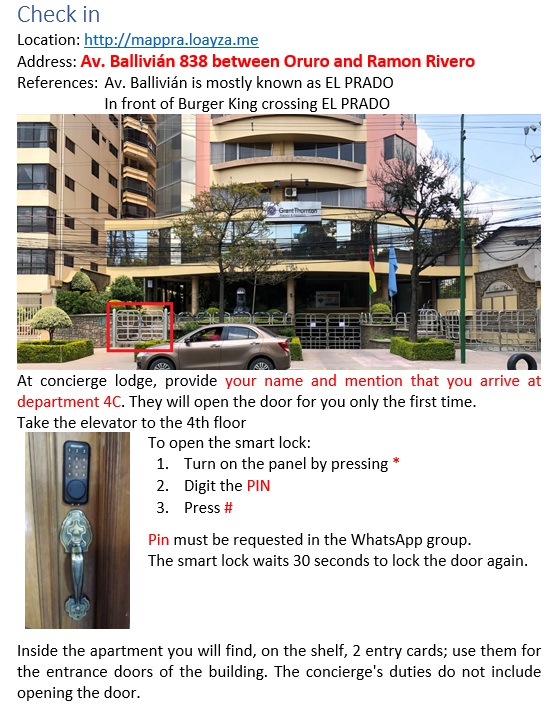 Check in
Location: http://mappra.loayza.me
Address: Av. Ballivián 838 between Oruro and Ramon Rivero
References: Av. Ballivián is mostly known as EL PRADO
In front of Burger King crossing EL PRADO
Grant Thornton
At concierge lodge, provide your name and mention that you arrive at
department 4C. They will open the door for you only the first time.
Take the elevator to the 4th floor
To open the smart lock:
1. Turn on the panel by pressing *
2. Digit the PIN
3. Press #
Pin must be requested in the WhatsApp group.
The smart lock waits 30 seconds to lock the door again.
Inside the apartment you will find, on the shelf, 2 entry cards; use them for
the entrance doors of the building. The concierge's duties do not include
opening the door.